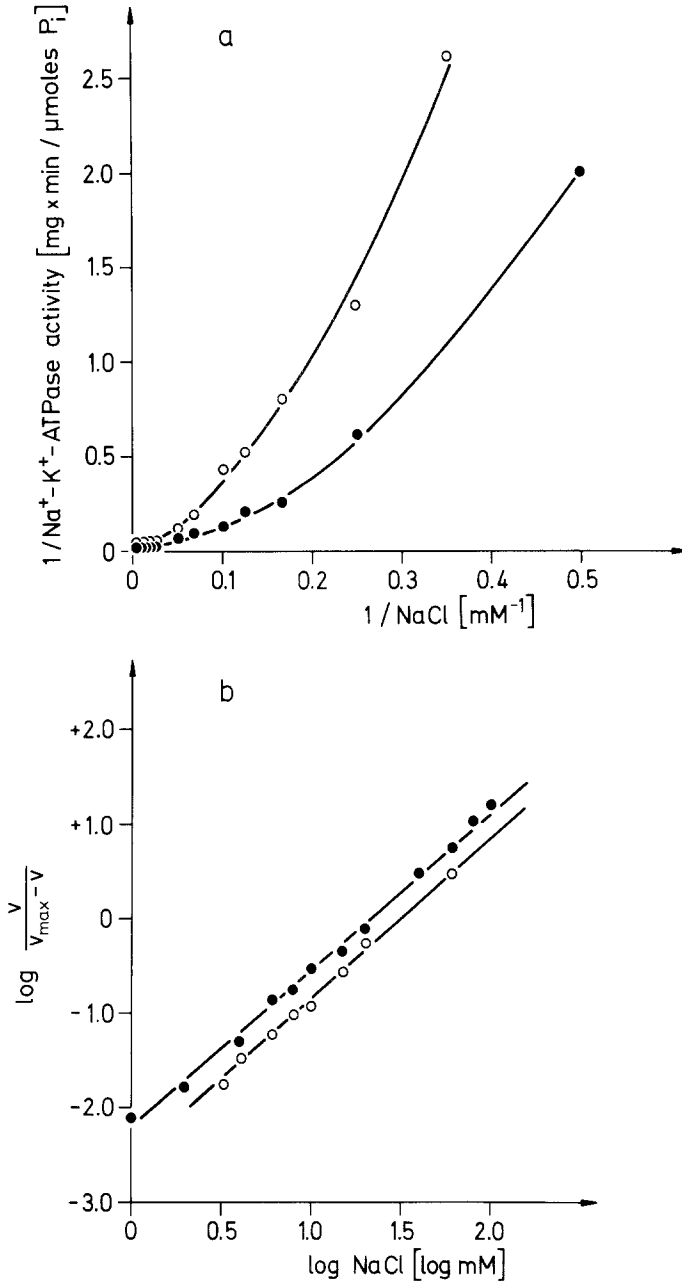 a
1/Na⁺-K⁺-ATPase activity [mg x min / μmoles Pᵢ]
2.5
2.0
1.5
1.0
0.5
0
0 0.1 0.2 0.3 0.4 0.5
1/NaCl [mM⁻¹]
b
log v / vmax - v
+2.0
+1.0
0
-1.0
-2.0
-3.0
0 0.5 1.0 1.5 2.0
log NaCl [log mM]